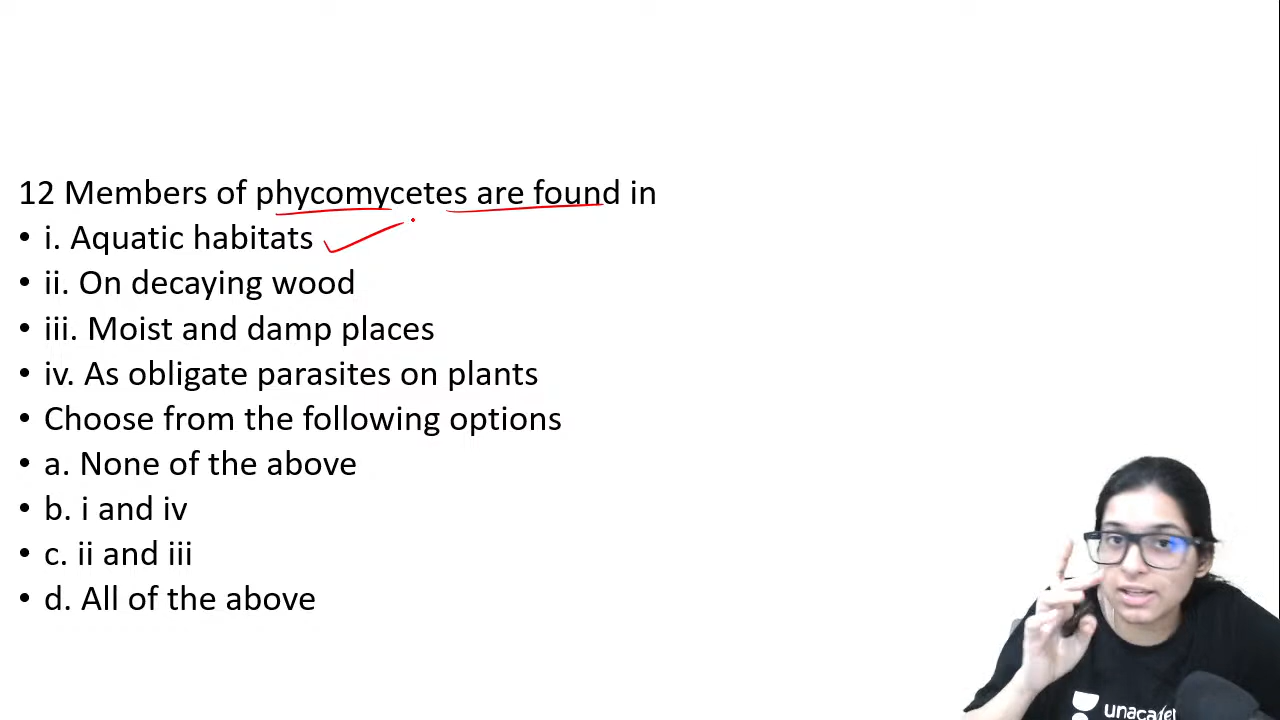 12 Members of phycomycetes are found in
• i. Aquatic habitats
• ii. On decaying wood
• iii. Moist and damp places
• iv. As obligate parasites on plants
• Choose from the following options
• a. None of the above
• b. i and iv
• c. ii and iii
• d. All of the above